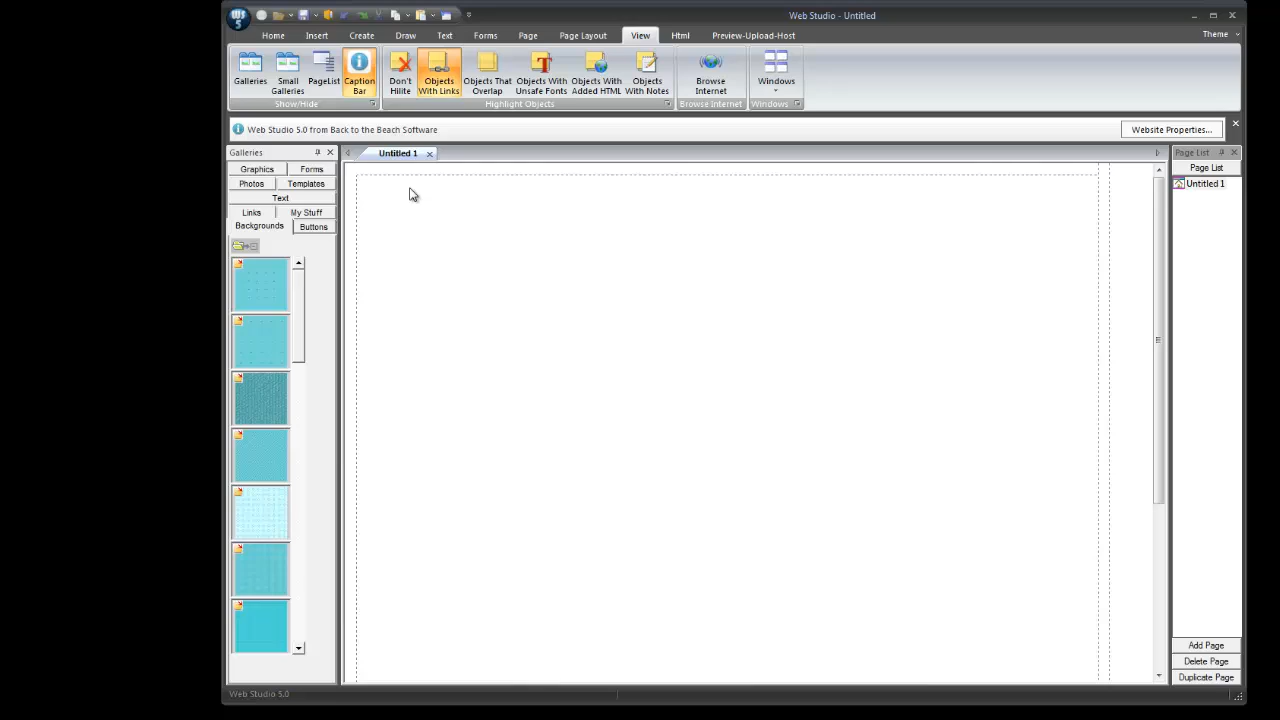 WS
5
Web Studio - Untitled
Home Insert Create Draw Text Forms Page Page Layout View Html Preview-Upload-Host Theme
Galleries Small Galleries PageList Caption Bar Don't Hilite Objects With Links Objects That Overlap Objects With Unsafe Fonts Objects With Added HTML Objects With Notes Browse Internet Windows
Show/Hide Highlight Objects Browse Internet Windows
Web Studio 5.0 from Back to the Beach Software Website Properties...
Galleries Untitled 1 Page List
Graphics Forms Page List
Photos Templates Untitled 1
Text
Links My Stuff
Backgrounds Buttons
Add Page
Delete Page
Duplicate Page
Web Studio 5.0